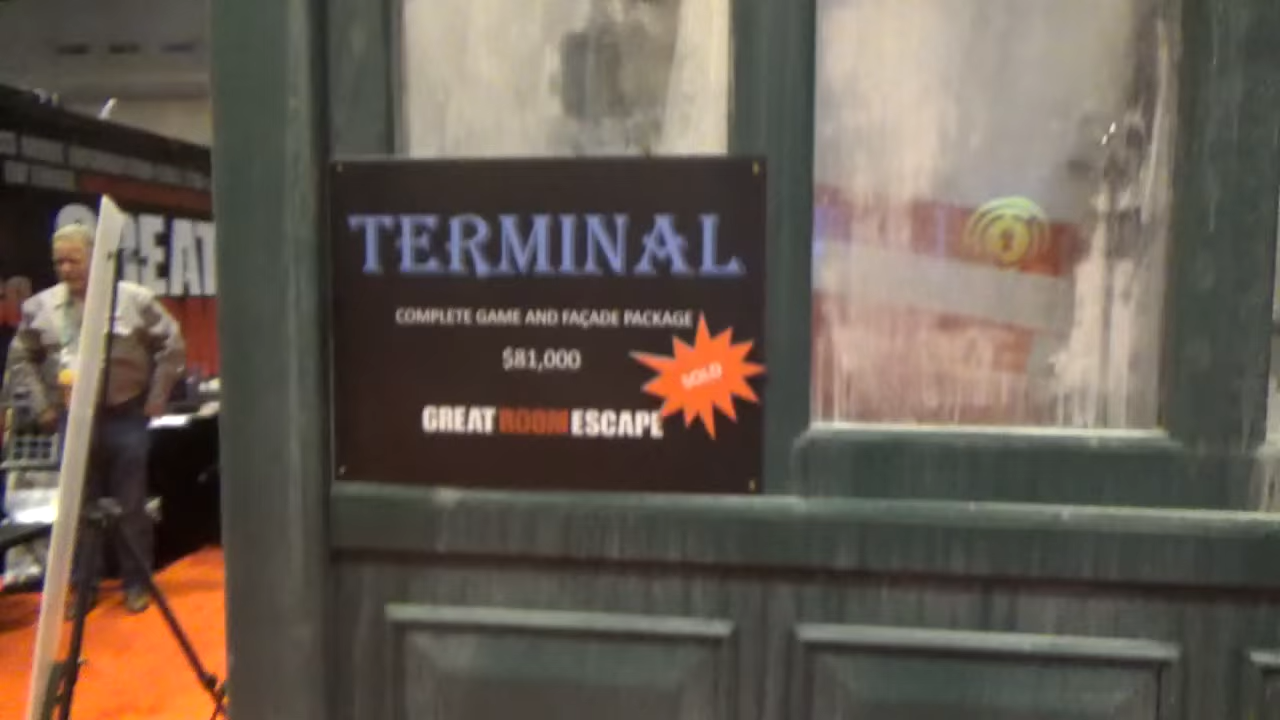 TERMINAL
COMPLETE GAME AND FAÇADE PACKAGE
$81,000
SOLD
GREAT ROOM ESCAPE